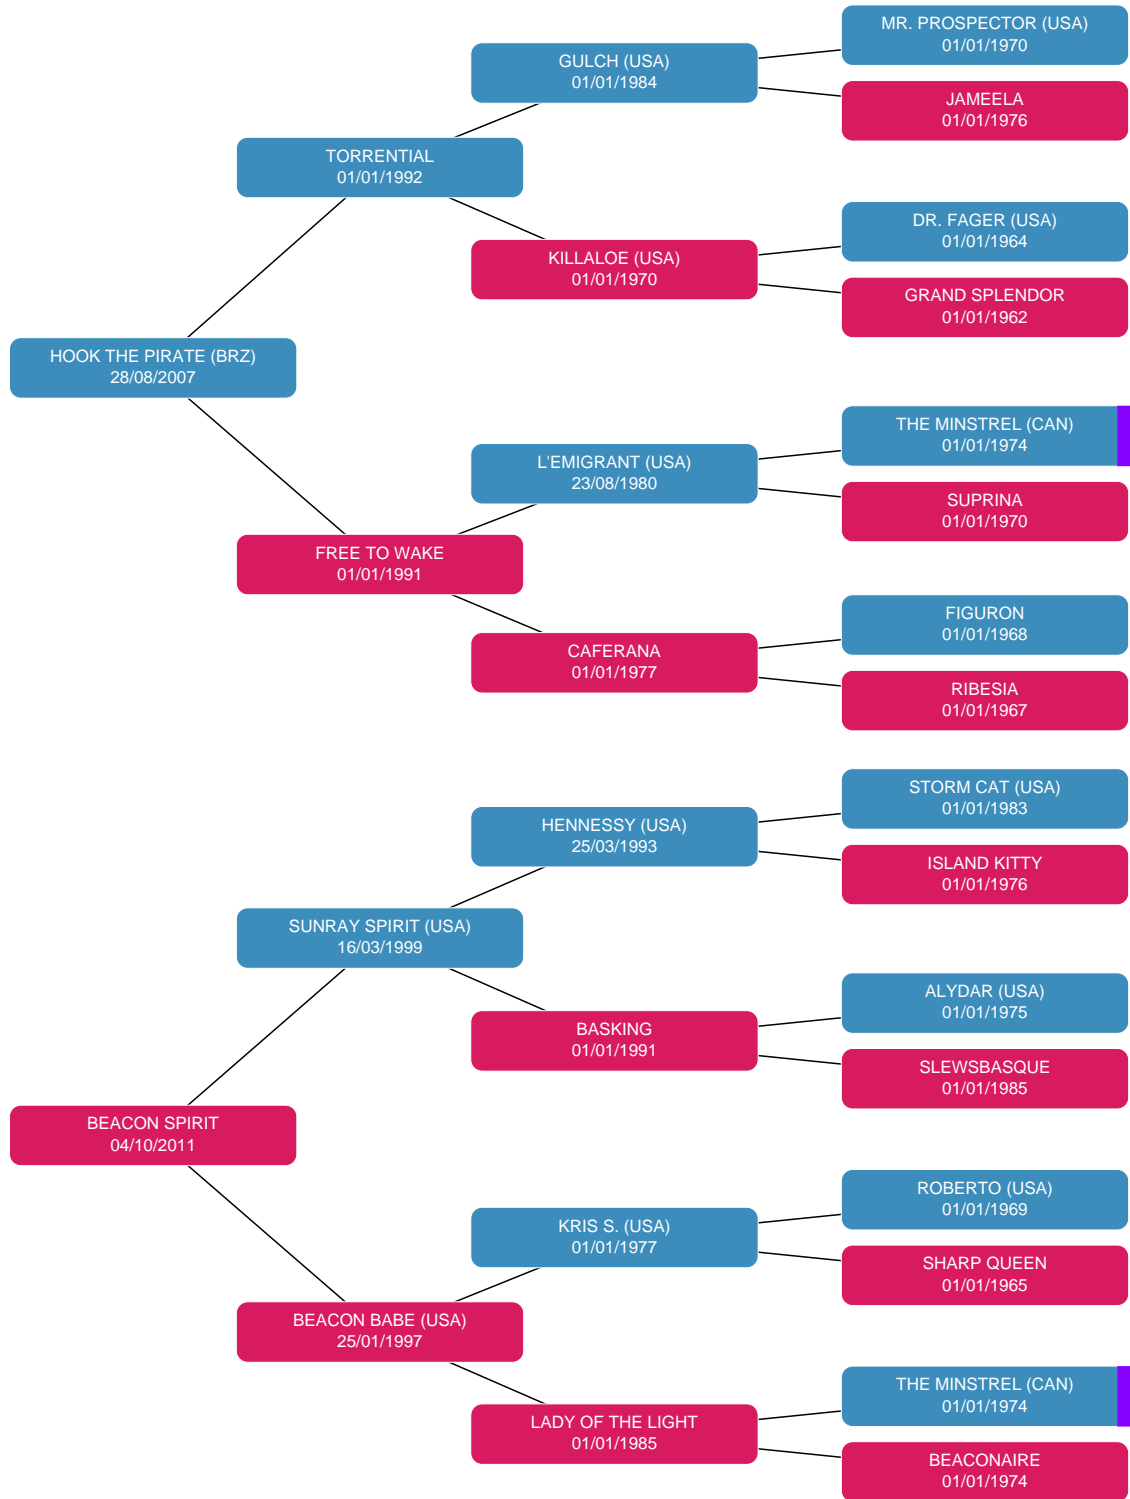 MR. PROSPECTOR (USA)
01/01/1970
GULCH (USA)
01/01/1984
JAMEELA
01/01/1976
TORRENTIAL
01/01/1992
DR. FAGER (USA)
01/01/1964
KILLALOE (USA)
01/01/1970
GRAND SPLENDOR
01/01/1962
HOOK THE PIRATE (BRZ)
28/08/2007
THE MINSTREL (CAN)
01/01/1974
L'EMIGRANT (USA)
23/08/1980
SUPRINA
01/01/1970
FREE TO WAKE
01/01/1991
FIGURON
01/01/1968
CAFERANA
01/01/1977
RIBESIA
01/01/1967
STORM CAT (USA)
01/01/1983
HENNESSY (USA)
25/03/1993
ISLAND KITTY
01/01/1976
SUNRAY SPIRIT (USA)
16/03/1999
ALYDAR (USA)
01/01/1975
BASKING
01/01/1991
SLEWSBASQUE
01/01/1985
BEACON SPIRIT
04/10/2011
ROBERTO (USA)
01/01/1969
KRIS S. (USA)
01/01/1977
SHARP QUEEN
01/01/1965
BEACON BABE (USA)
25/01/1997
THE MINSTREL (CAN)
01/01/1974
LADY OF THE LIGHT
01/01/1985
BEACONAIRE
01/01/1974